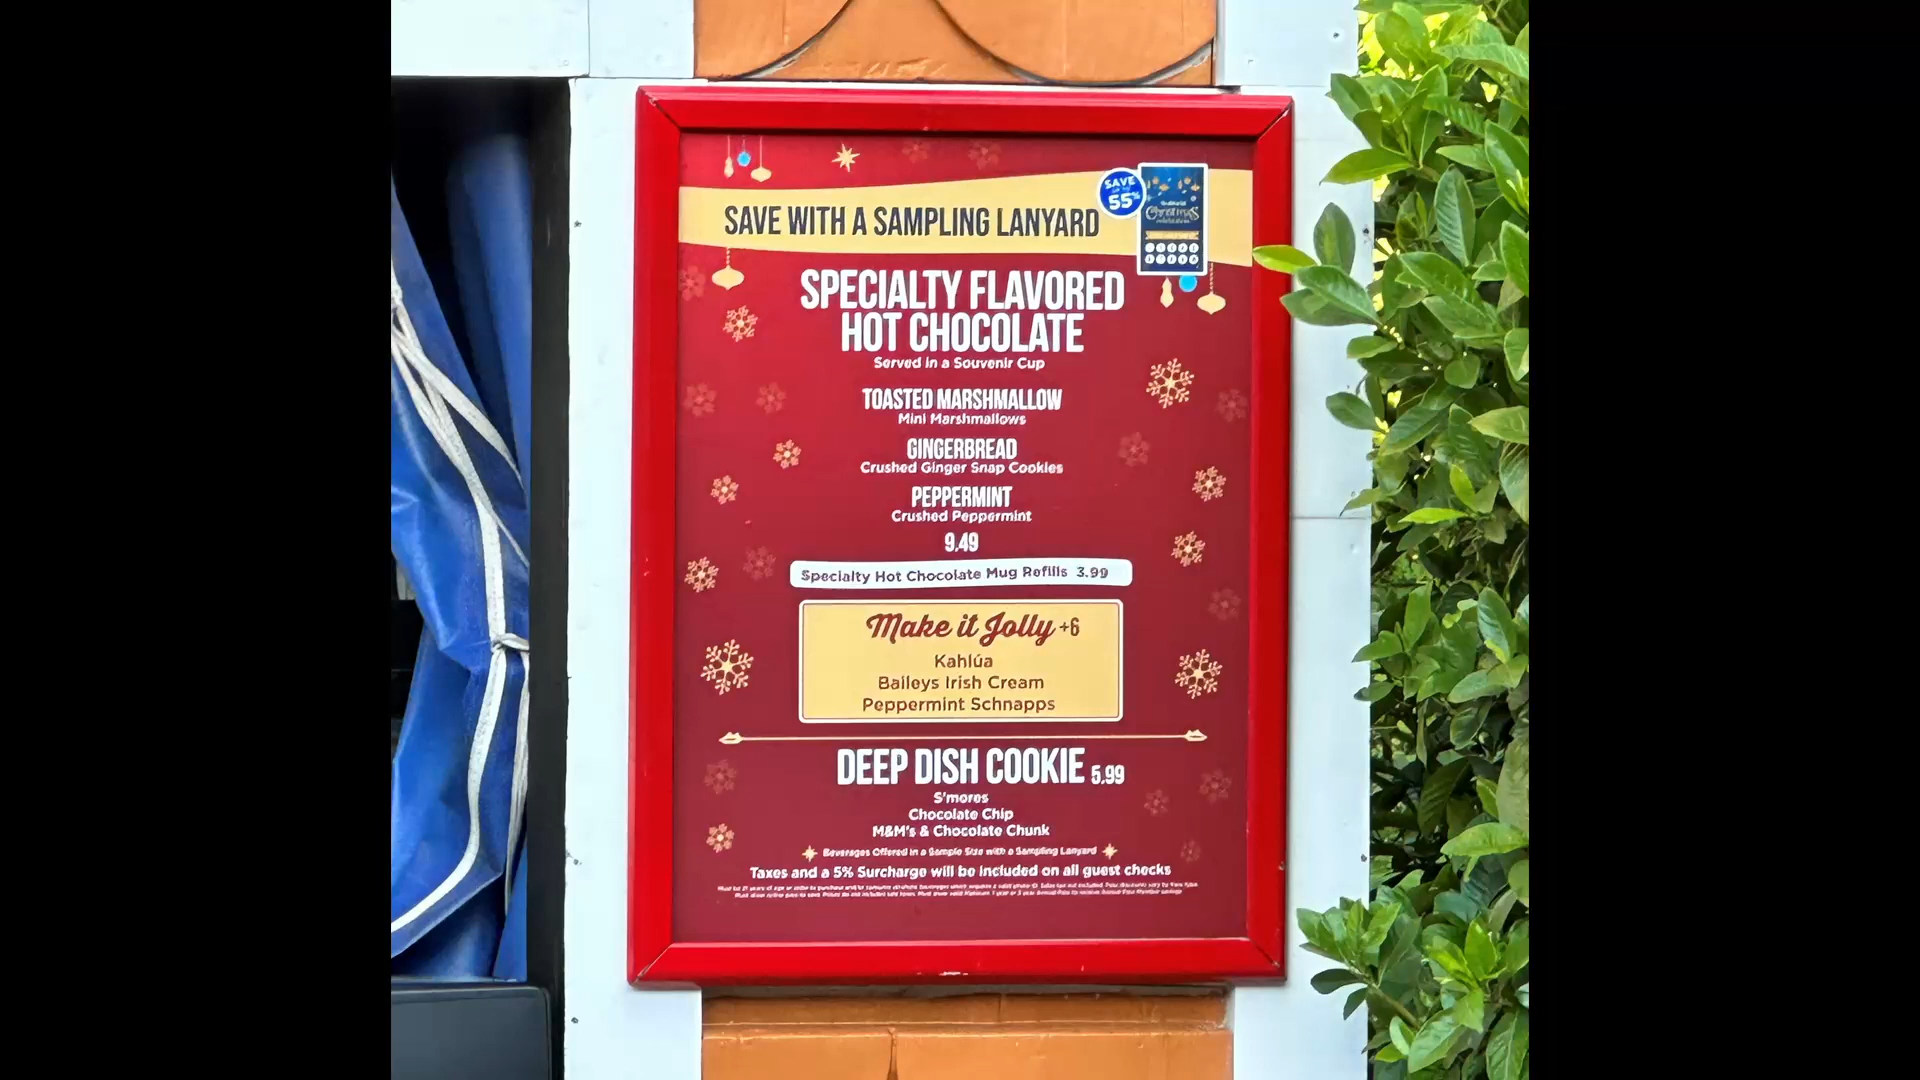 SAVE
55%
Christmas
SAVE WITH A SAMPLING LANYARD
SPECIALTY FLAVORED
HOT CHOCOLATE
Served in a Souvenir Cup
TOASTED MARSHMALLOW
Mini Marshmallows
GINGERBREAD
Crushed Ginger Snap Cookies
PEPPERMINT
Crushed Peppermint
9.49
Specialty Hot Chocolate Mug Refills 3.99
Make it Jolly +6
Kahlúa
Baileys Irish Cream
Peppermint Schnapps
DEEP DISH COOKIE 5.99
S'mores
Chocolate Chip
M&M's & Chocolate Chunk
Beverages Offered in a Sample Size with a Sampling Lanyard
Taxes and a 5% Surcharge will be included on all guest checks